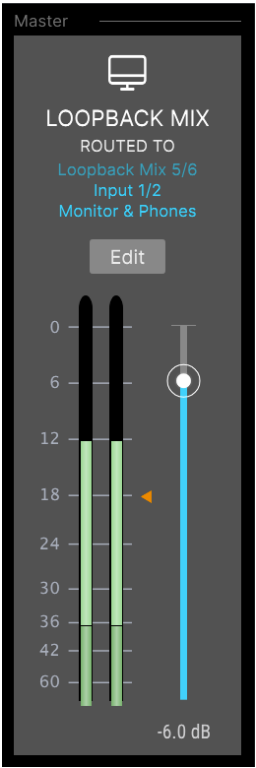 Master
LOOPBACK MIX
ROUTED TO
Loopback Mix 5/6
Input 1/2
Monitor & Phones
Edit
0
6
12
18
24
30
36
42
60
-6.0 dB